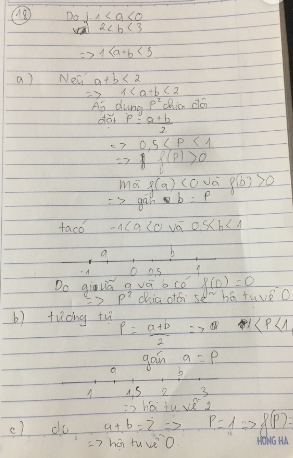 18
Do -1 < a < 0
và 2 < b < 3
=> 1 < a+b < 3
a) Nếu a+b < 2
=> 1 < a+b < 2
Áp dụng P² chia đôi
đặt P = a+b
2
=> 0,5 < P < 1
=> f(P) > 0
Mà f(a) < 0 và f(b) > 0
=> gán b = P
ta có -1 < a < 0 và 0,5 < b < 1
a b
-1 0 0,5 1
Do giữa a và b có f(0) = 0
=> P² chia đôi sẽ hội tụ về 0
b) tương tự
P = a+b => 1 < P < 1,
2
gán a = P
a b
1 1,5 2 3
=> hội tụ về 2
c) do a+b = 2 => P = 1 => f(P) =
=> hội tụ về 0
HONG HA